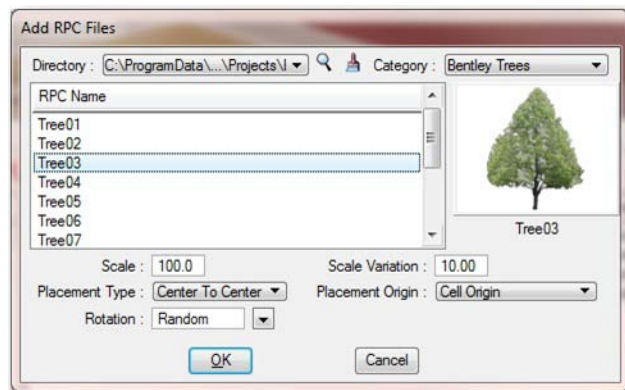 Add RPC Files
Directory : C:\ProgramData\...\Projects\I Category : Bentley Trees
RPC Name
Tree01
Tree02
Tree03
Tree04
Tree05
Tree06
Tree07
Tree03
Scale : 100.0 Scale Variation : 10.00
Placement Type : Center To Center Placement Origin : Cell Origin
Rotation : Random
OK Cancel